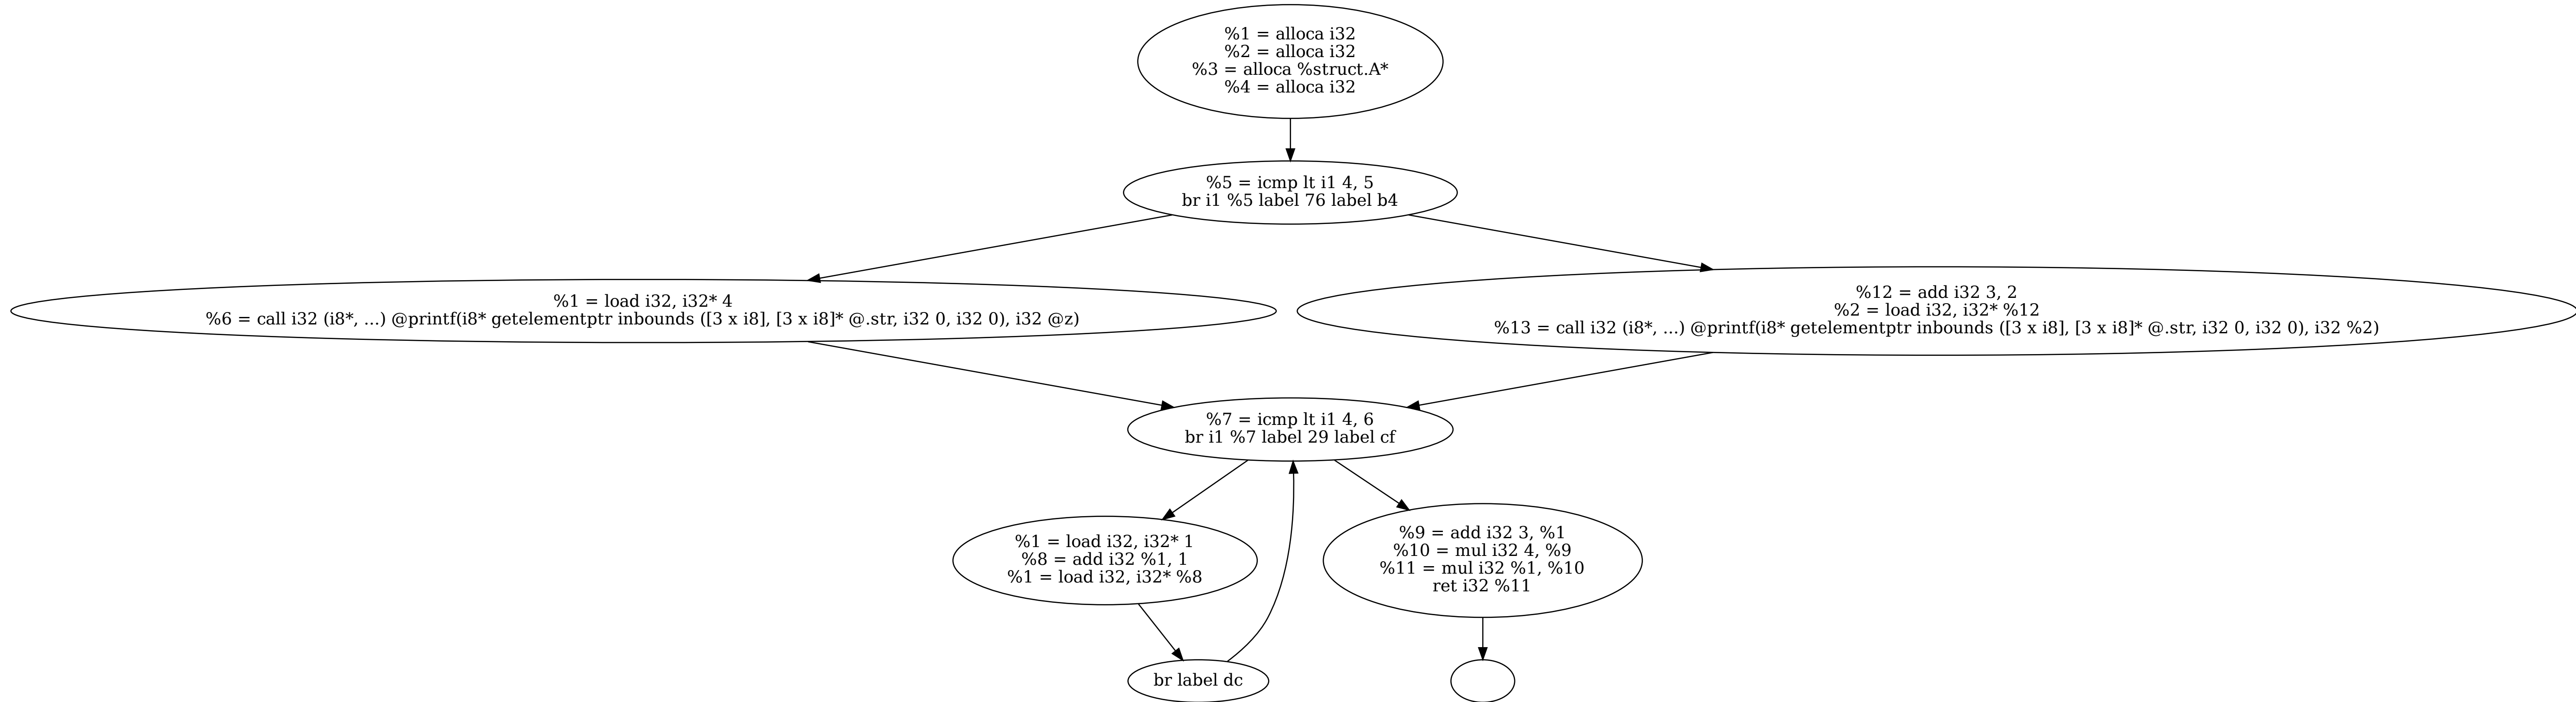 %1 = alloca i32
%2 = alloca i32
%3 = alloca %struct.A*
%4 = alloca i32
%5 = icmp lt i1 4, 5
br i1 %5 label 76 label b4
%1 = load i32, i32* 4
%6 = call i32 (i8*, ...) @printf(i8* getelementptr inbounds ([3 x i8], [3 x i8]* @.str, i32 0, i32 0), i32 @z)
%12 = add i32 3, 2
%2 = load i32, i32* %12
%13 = call i32 (i8*, ...) @printf(i8* getelementptr inbounds ([3 x i8], [3 x i8]* @.str, i32 0, i32 0), i32 %2)
%7 = icmp lt i1 4, 6
br i1 %7 label 29 label cf
%1 = load i32, i32* 1
%8 = add i32 %1, 1
%1 = load i32, i32* %8
%9 = add i32 3, %1
%10 = mul i32 4, %9
%11 = mul i32 %1, %10
ret i32 %11
br label dc